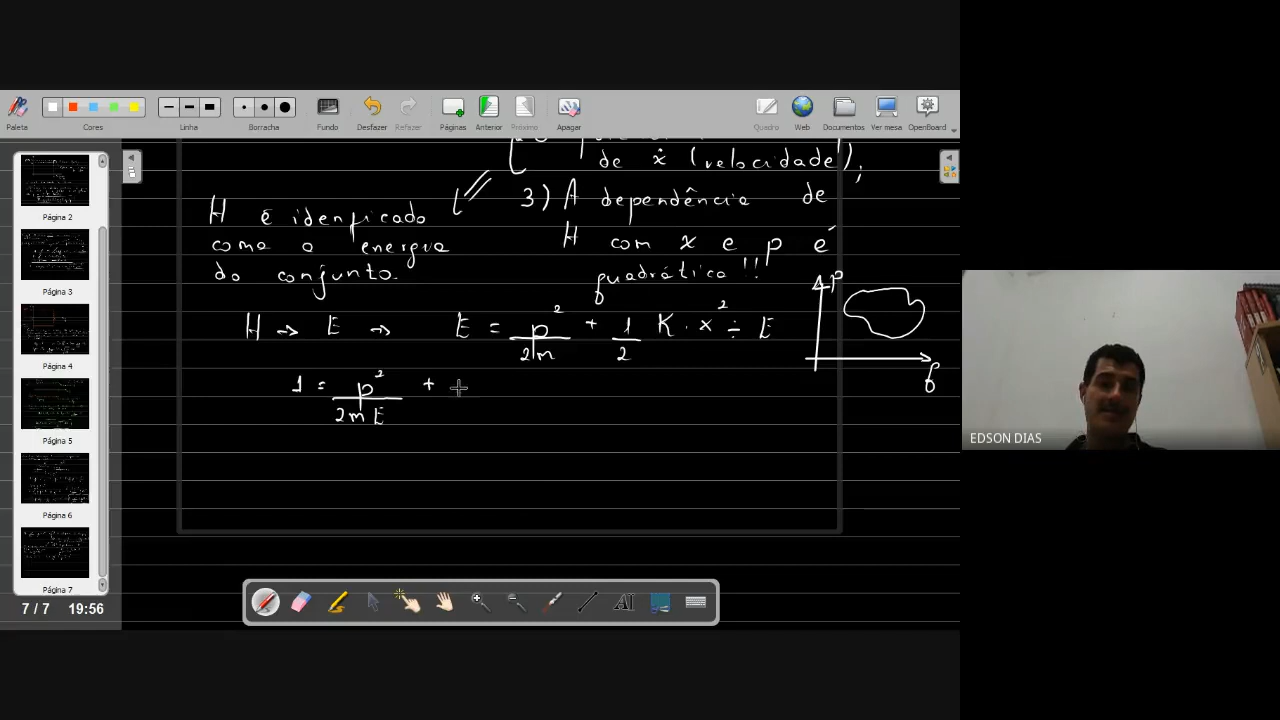 Paleta Cores Linha Borracha Fundo Desfazer Refazer Páginas Anterior Próximo Apagar Quadro Web Documentos Ver mesa OpenBoard
de ẋ (velocidade);
3) A dependência de
H com x e p é
quadrática!!
H é idenficado
como a energia
do conjunto.
H → E → E = p²/2m + 1/2 K · x² ÷ E
1 = p²/2mE +
p
q
Página 2
Página 3
Página 4
Página 5
Página 6
Página 7
7 / 7 19:56
EDSON DIAS